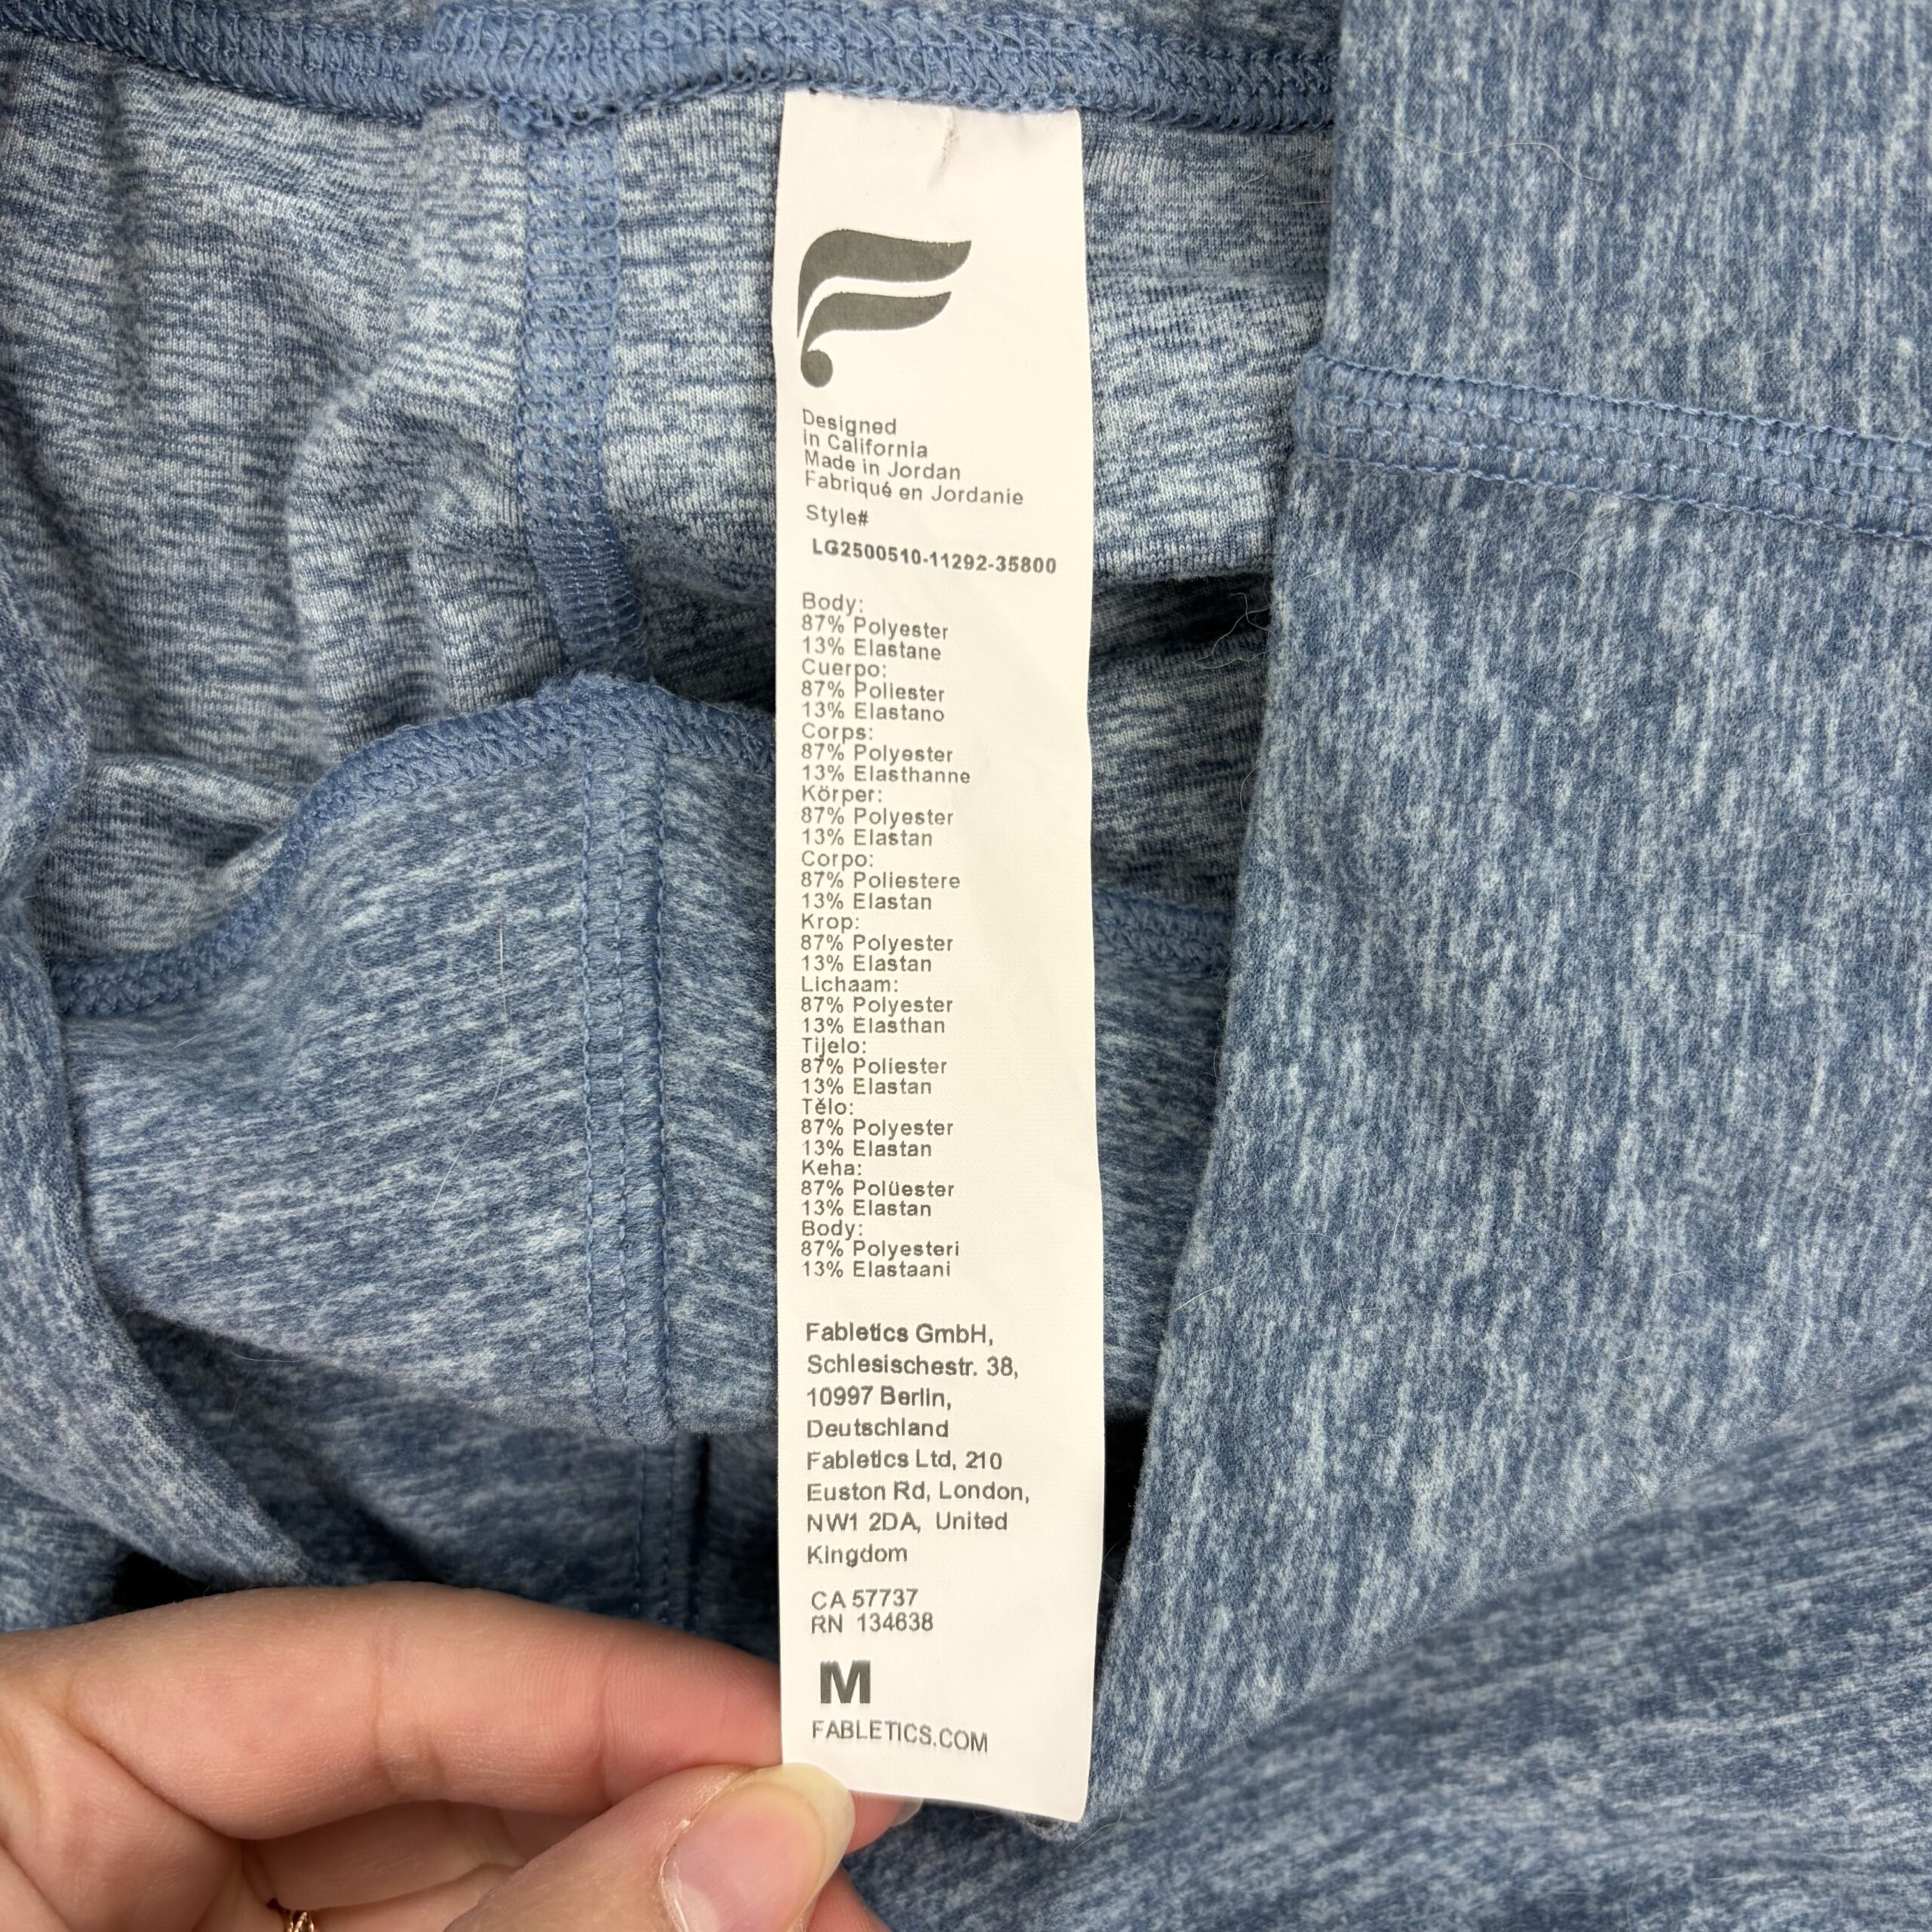 Designed
in California
Made in Jordan
Fabriqué en Jordanie
Style#
LG2500510-11292-35800
Body:
87% Polyester
13% Elastane
Cuerpo:
87% Poliester
13% Elastano
Corps:
87% Polyester
13% Elasthanne
Körper:
87% Polyester
13% Elastan
Corpo:
87% Poliestere
13% Elastan
Krop:
87% Polyester
13% Elastan
Lichaam:
87% Polyester
13% Elasthan
Tijelo:
87% Poliester
13% Elastan
Tělo:
87% Polyester
13% Elastan
Keha:
87% Polüester
13% Elastan
Body:
87% Polyesteri
13% Elastaani
Fabletics GmbH,
Schlesischestr. 38,
10997 Berlin,
Deutschland
Fabletics Ltd, 210
Euston Rd, London,
NW1 2DA, United
Kingdom
CA 57737
RN 134638
M
FABLETICS.COM